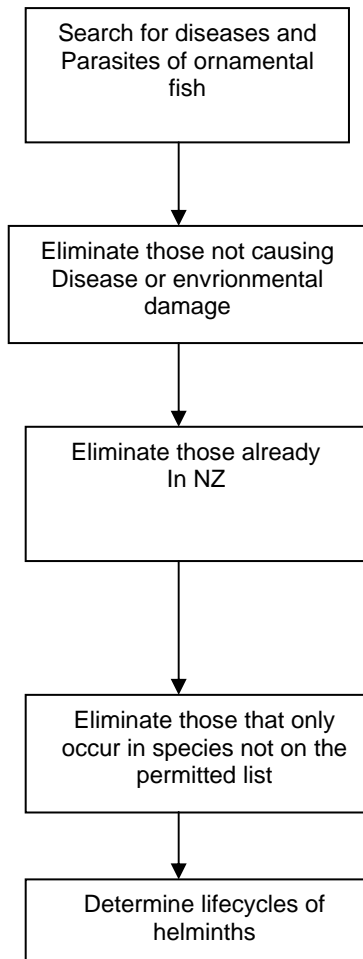 Search for diseases and
Parasites of ornamental
fish
Eliminate those not causing
Disease or envrionmental
damage
Eliminate those already
In NZ
Eliminate those that only
occur in species not on the
permitted list
Determine lifecycles of
helminths